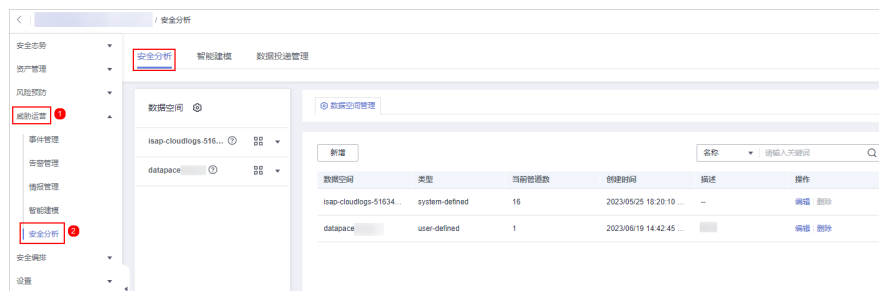 / 安全分析
安全态势
资产管理
风险预防
威胁运营 1
事件管理
告警管理
情报管理
智能建模
安全分析 2
安全编排
设置
安全分析 智能建模 数据投递管理
数据空间
isap-cloudlogs-516...
datapace
数据空间管理
新增 名称 请输入关键词
数据空间 类型 当前管道数 创建时间 描述 操作
isap-cloudlogs-51634... system-defined 16 2023/05/25 18:20:10 ... -- 编辑 删除
datapace user-defined 1 2023/06/19 14:42:45 ... 编辑 删除